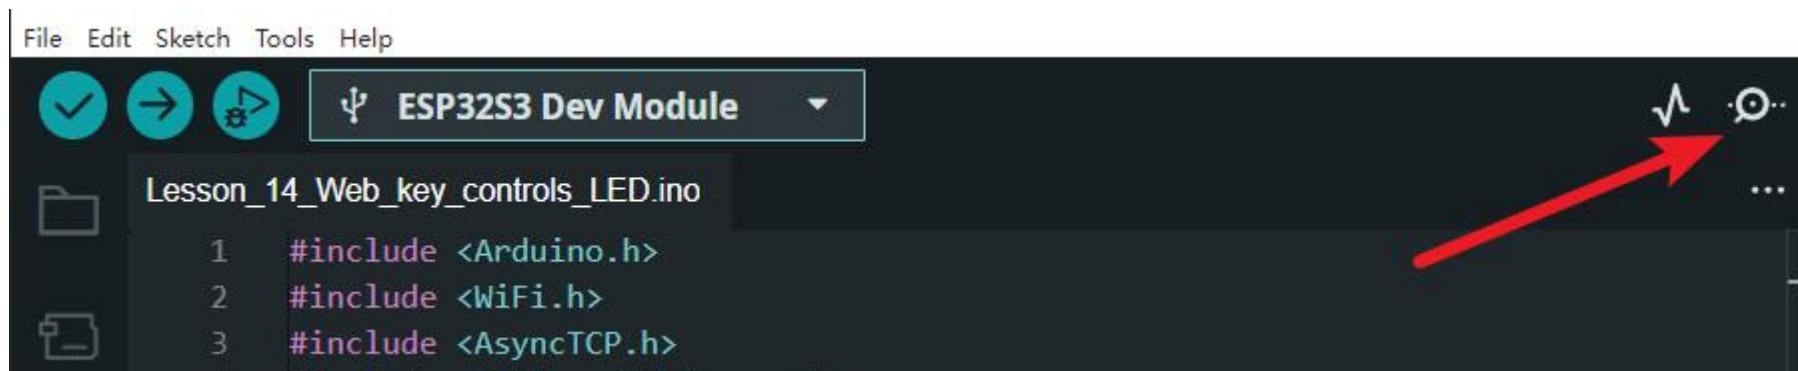 File Edit Sketch Tools Help
ESP32S3 Dev Module
Lesson_14_Web_key_controls_LED.ino
1 #include <Arduino.h>
2 #include <WiFi.h>
3 #include <AsyncTCP.h>